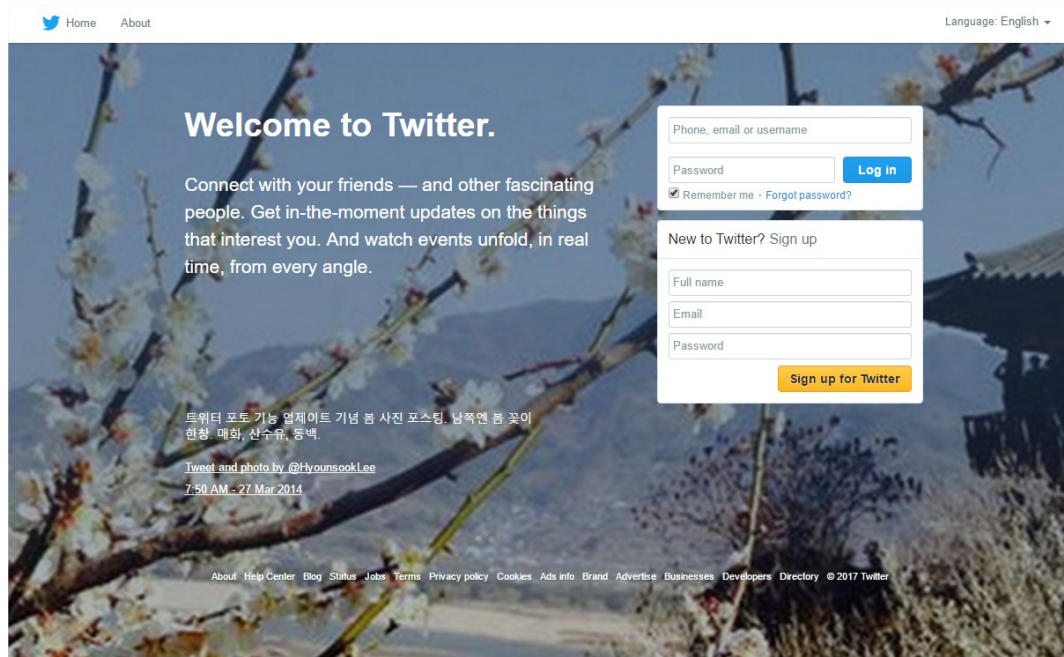 Home About
Language: English
Welcome to Twitter.
Connect with your friends — and other fascinating
people. Get in-the-moment updates on the things
that interest you. And watch events unfold, in real
time, from every angle.
Phone, email or username
Password
Log in
Remember me · Forgot password?
New to Twitter? Sign up
Full name
Email
Password
Sign up for Twitter
트위터 포토 기능 업제이트 기념 봄 사진 포스팅. 남쪽엔 봄 꽃이
한창. 매화, 산수유, 동백.
Tweet and photo by @HyounsookLee
7:50 AM - 27 Mar 2014
About Help Center Blog Status Jobs Terms Privacy policy Cookies Ads info Brand Advertise Businesses Developers Directory © 2017 Twitter